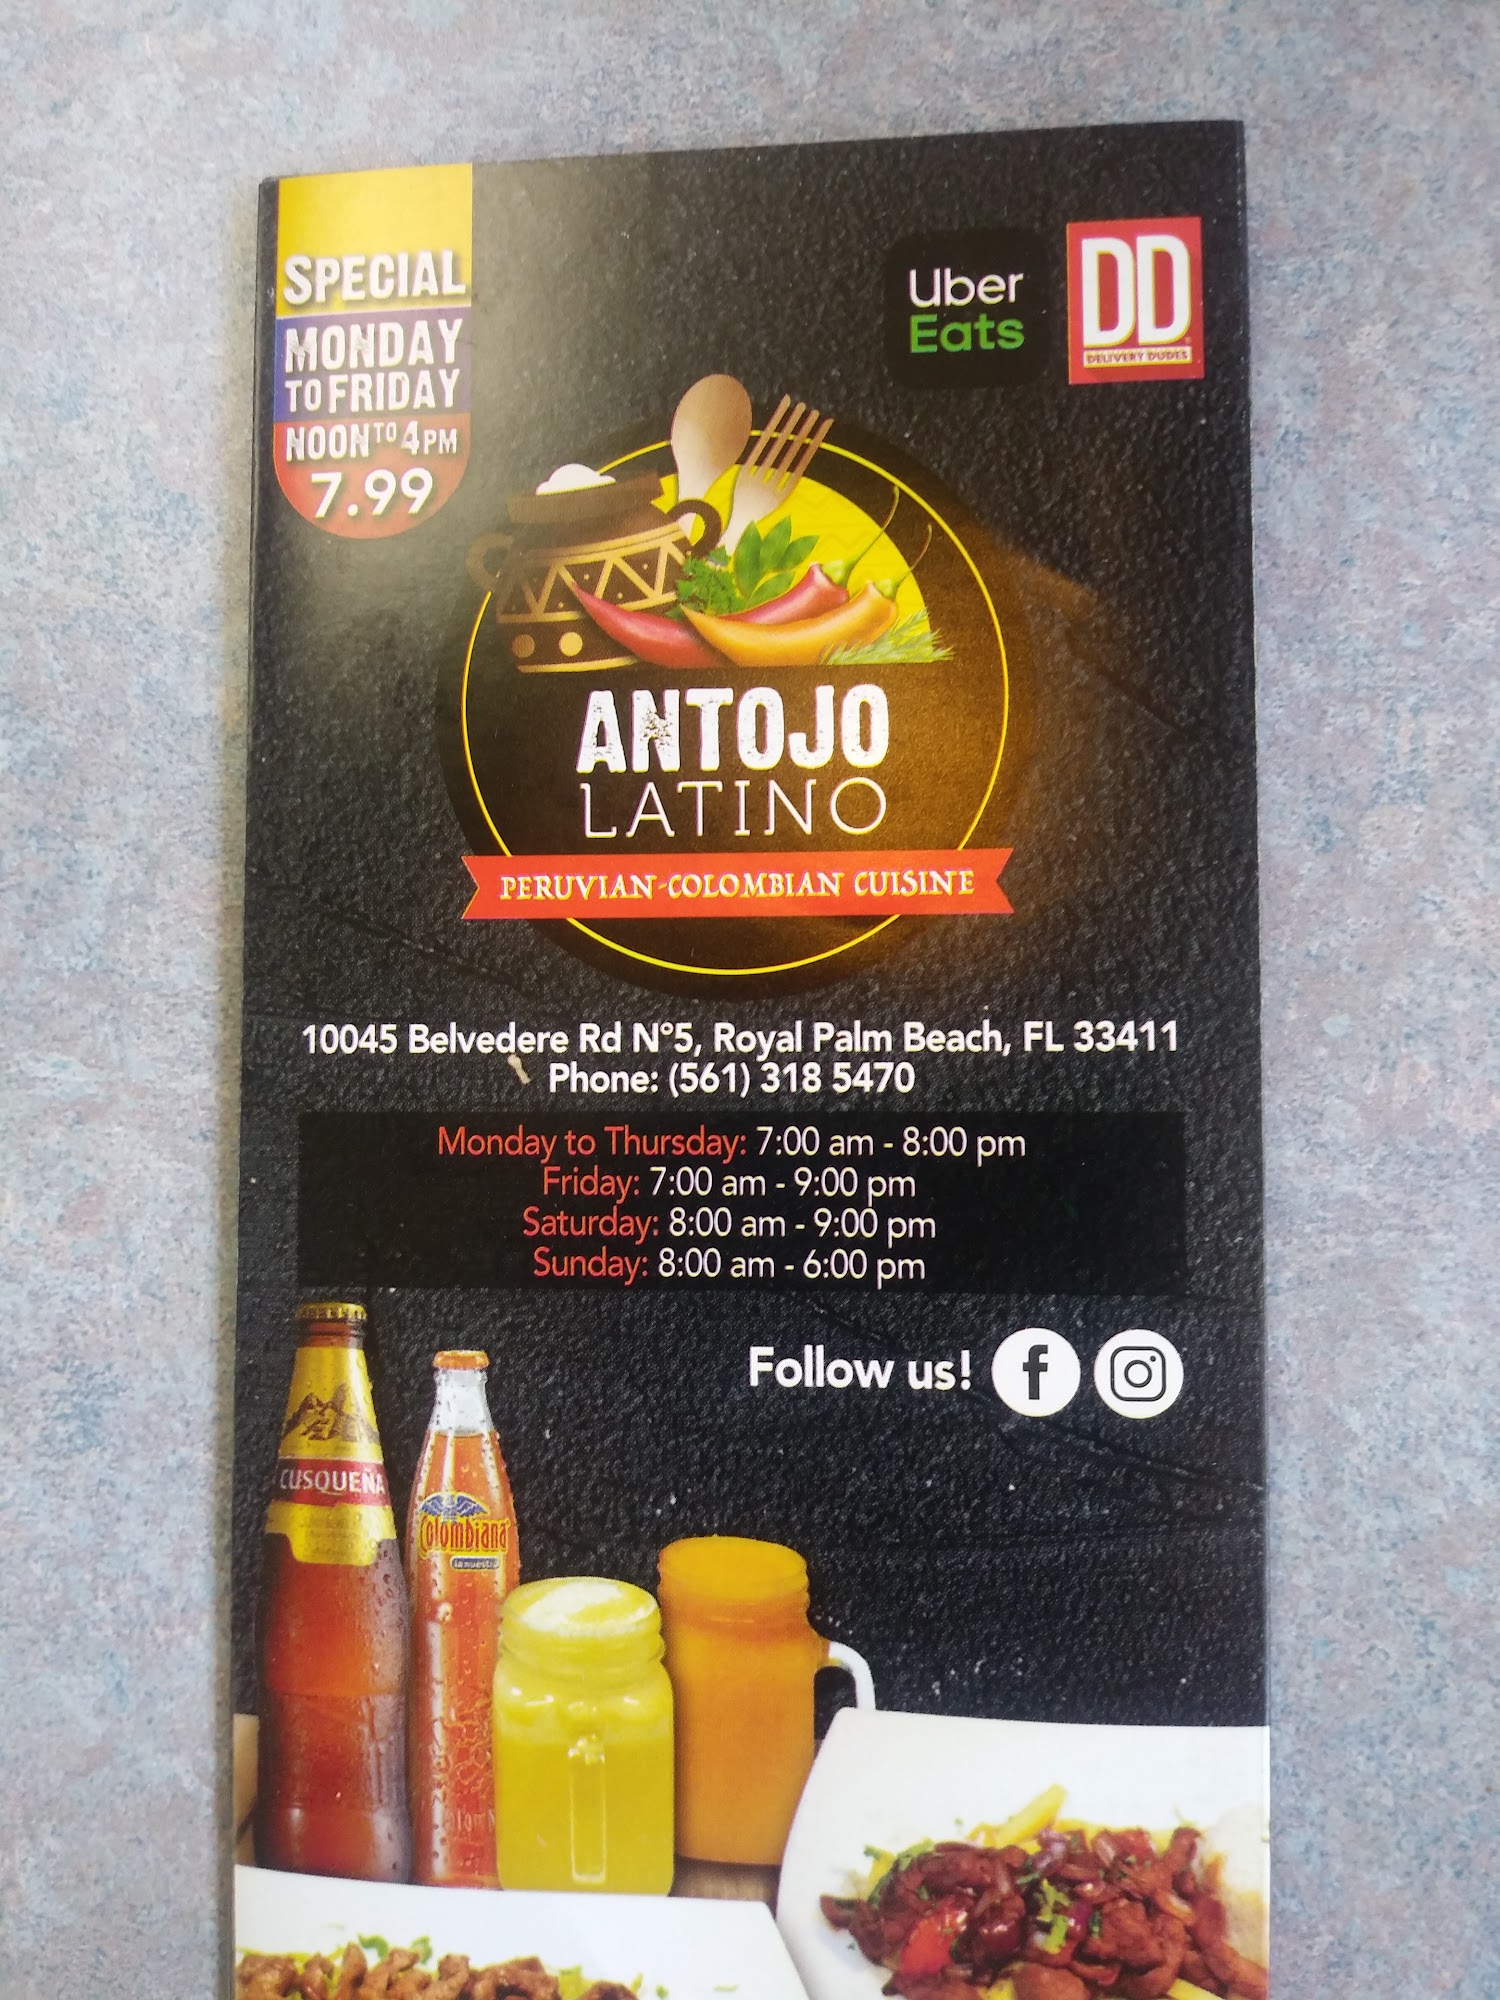 SPECIAL
MONDAY
TO FRIDAY
NOON TO 4PM
7.99
Uber
Eats
DD
DELIVERY DUDES
ANTOJO
LATINO
PERUVIAN-COLOMBIAN CUISINE
10045 Belvedere Rd N°5, Royal Palm Beach, FL 33411
Phone: (561) 318 5470
Monday to Thursday: 7:00 am - 8:00 pm
Friday: 7:00 am - 9:00 pm
Saturday: 8:00 am - 9:00 pm
Sunday: 8:00 am - 6:00 pm
Follow us!
CUSQUEÑA
Colombiana
la nuestra